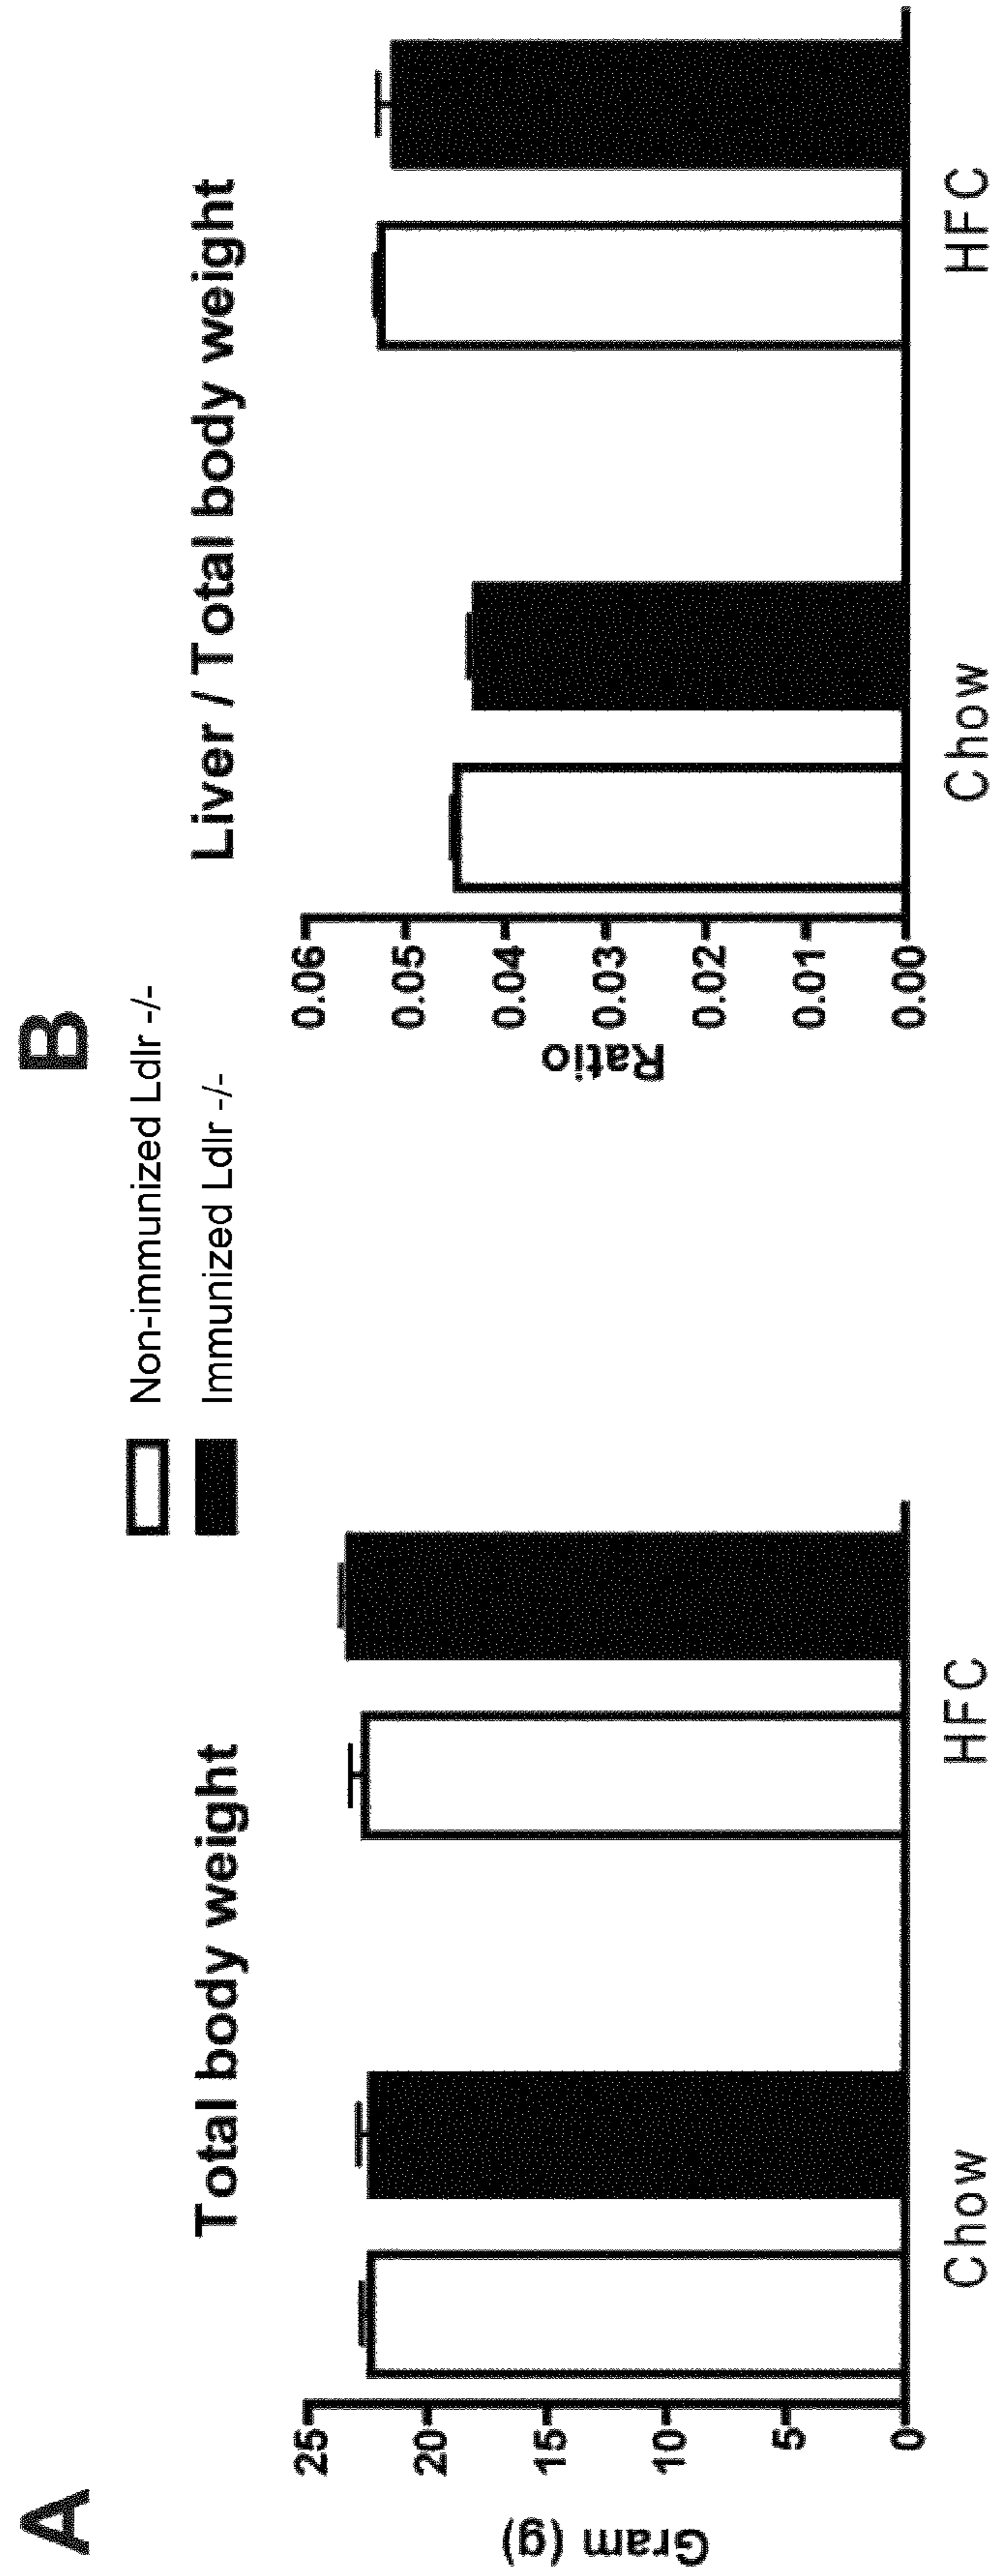 A
Total body weight
Gram (g)
25
20
15
10
5
0
Chow
HFC
Non-immunized Ldlr -/-
Immunized Ldlr -/-
B
Liver / Total body weight
Ratio
0.06
0.05
0.04
0.03
0.02
0.01
0.00
Chow
HFC